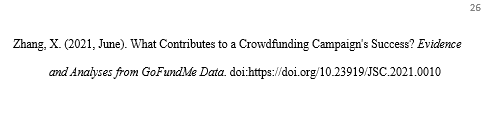 26
Zhang, X. (2021, June). What Contributes to a Crowdfunding Campaign's Success? Evidence
and Analyses from GoFundMe Data. doi:https://doi.org/10.23919/JSC.2021.0010